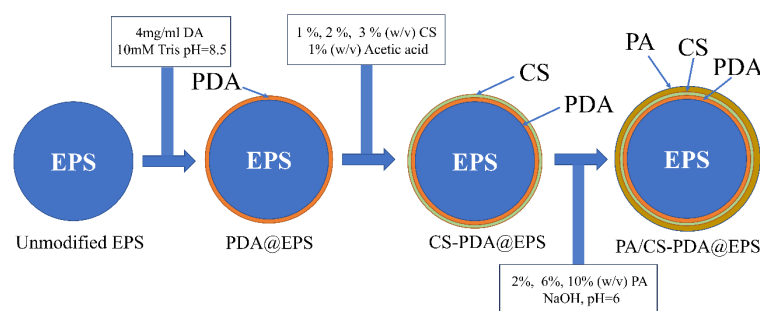 4mg/ml DA
10mM Tris pH=8.5
1 %, 2 %, 3 % (w/v) CS
1% (w/v) Acetic acid
PDA
CS
PDA
PA
CS
PDA
EPS
EPS
EPS
EPS
Unmodified EPS
PDA@EPS
CS-PDA@EPS
PA/CS-PDA@EPS
2%, 6%, 10% (w/v) PA
NaOH, pH=6